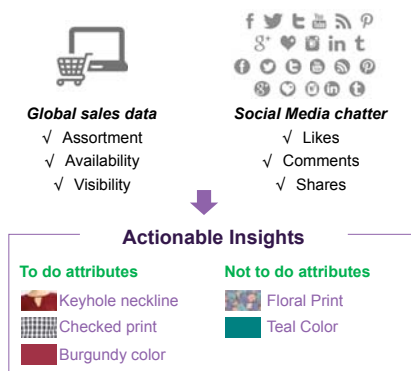 Global sales data
√ Assortment
√ Availability
√ Visibility
Social Media chatter
√ Likes
√ Comments
√ Shares
Actionable Insights
To do attributes
Keyhole neckline
Checked print
Burgundy color
Not to do attributes
Floral Print
Teal Color